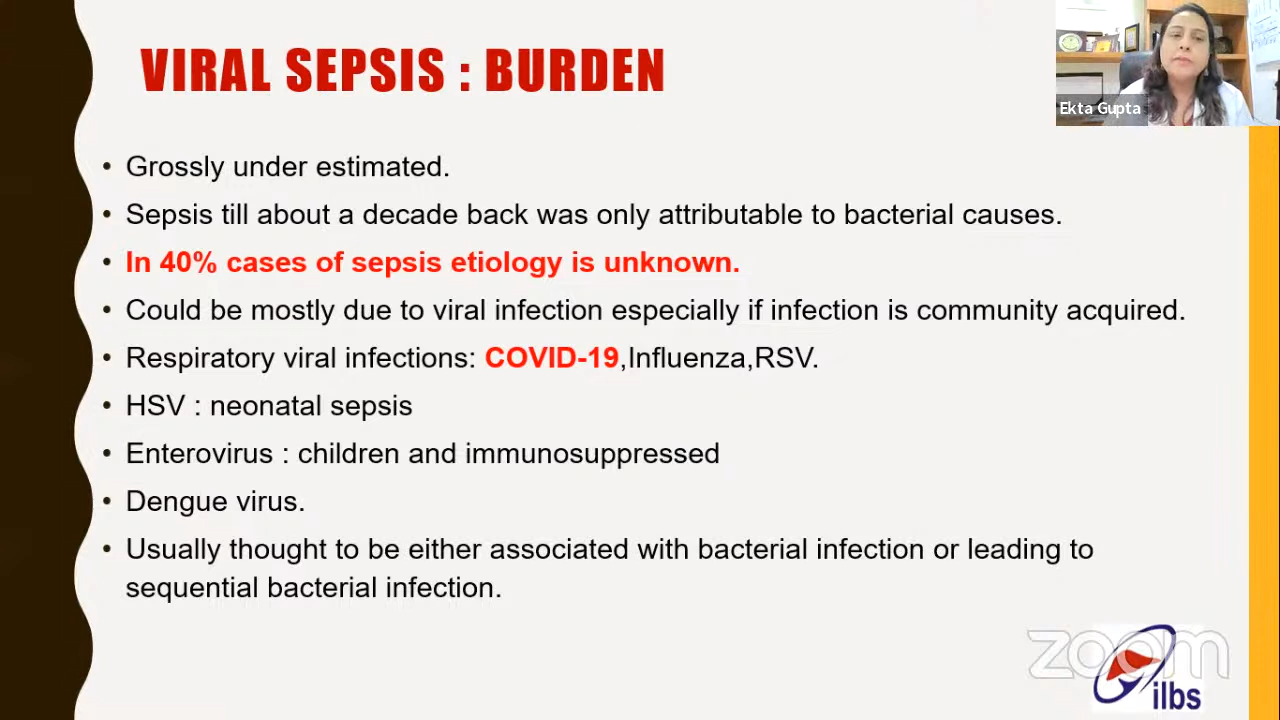 VIRAL SEPSIS : BURDEN
Ekta Gupta
• Grossly under estimated.
• Sepsis till about a decade back was only attributable to bacterial causes.
• In 40% cases of sepsis etiology is unknown.
• Could be mostly due to viral infection especially if infection is community acquired.
• Respiratory viral infections: COVID-19,Influenza,RSV.
• HSV : neonatal sepsis
• Enterovirus : children and immunosuppressed
• Dengue virus.
• Usually thought to be either associated with bacterial infection or leading to
sequential bacterial infection.
zoom
ilbs